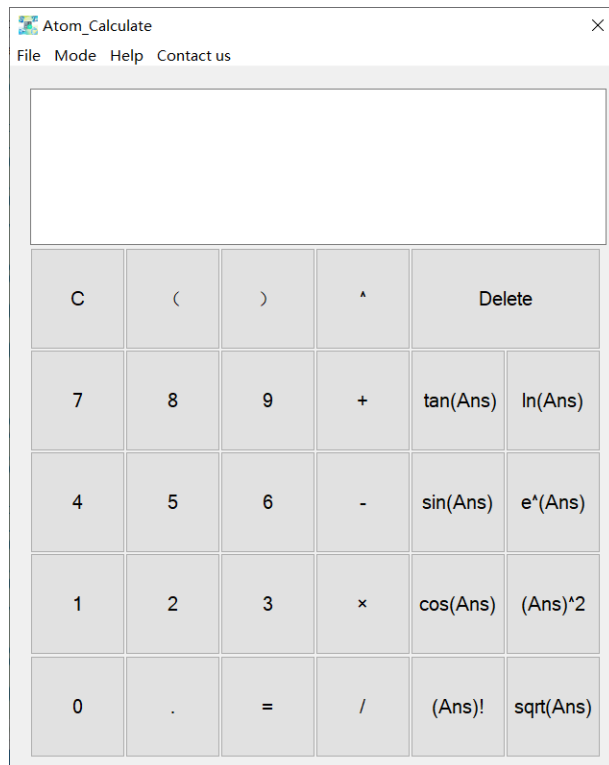 Atom_Calculate
File Mode Help Contact us
C （ ） ^ Delete
7 8 9 + tan(Ans) ln(Ans)
4 5 6 - sin(Ans) e^(Ans)
1 2 3 × cos(Ans) (Ans)^2
0 . = / (Ans)! sqrt(Ans)